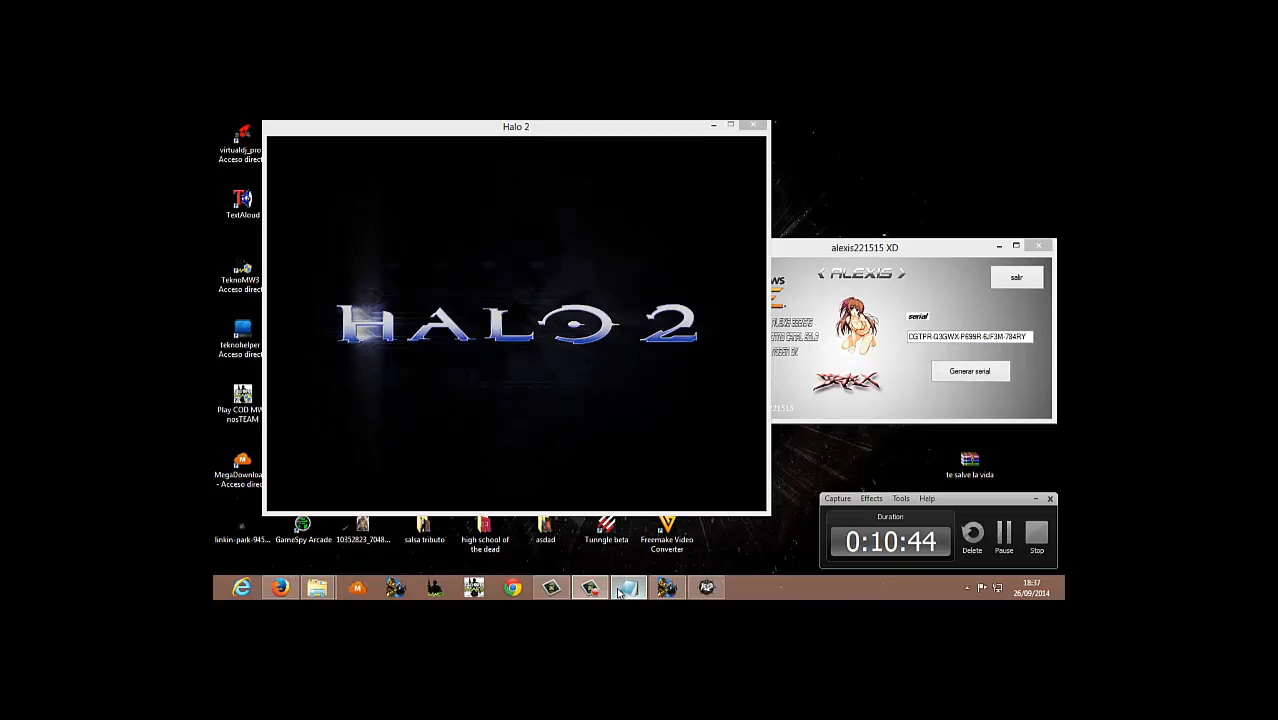 Halo 2
HALO 2
virtualdj_pro
Acceso direct
TextAloud
TeknoMW3
Acceso direc
teknohelper
Acceso direct
Play COD MW
nosTEAM
MegaDownloa
- Acceso direc
alexis221515 XD
< ALEXIS >
salir
serial
CGTPR-Q3GWX-P699R-6JF3M-784RY
Generar serial
te salve la vida
Capture Effects Tools Help
Duration
0:10:44
Delete Pause Stop
linkin-park-945...
GameSpy Arcade
10352823_7048...
salsa tributo
high school of
the dead
asdad
Tunngle beta
Freemake Video
Converter
18:37
26/09/2014